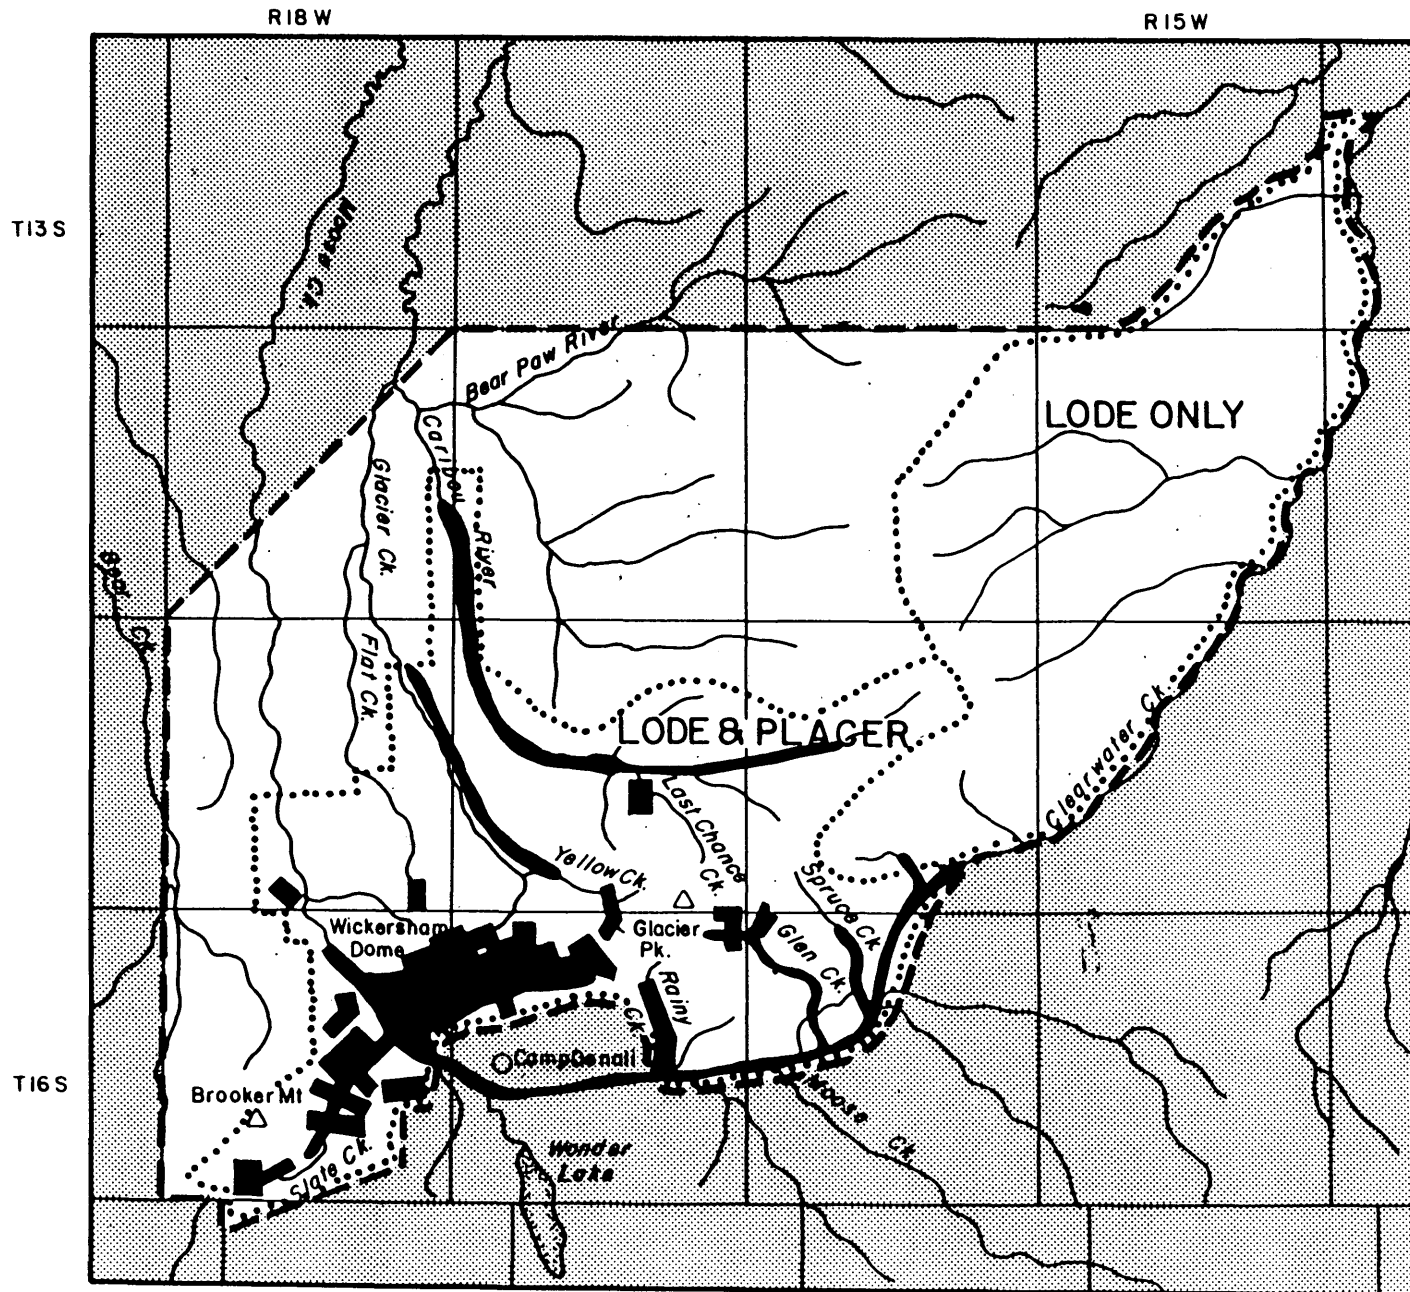 R18W
R15W
T13S
Moose Ck.
Bear Paw River
LODE ONLY
Caribou
River
Glacier Ck.
Bear Ck.
Flat Ck.
LODE & PLACER
Clearwater Ck.
Last Chance
Ck.
Yellow Ck.
Spruce Ck
Wickersham
Dome
Glacier
Pk.
Glen Ck.
Rainy
Ck.
Camp Denali
T16S
Brooker Mt
Moose Ck.
Wonder
Lake
Slate Ck.